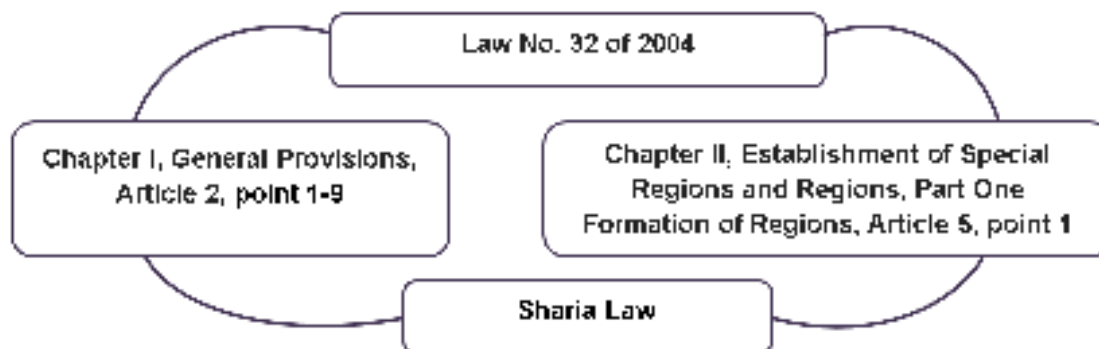 Law No. 32 of 2004
Chapter I, General Provisions,
Article 2, point 1-9
Chapter II, Establishment of Special
Regions and Regions, Part One
Formation of Regions, Article 5, point 1
Sharia Law